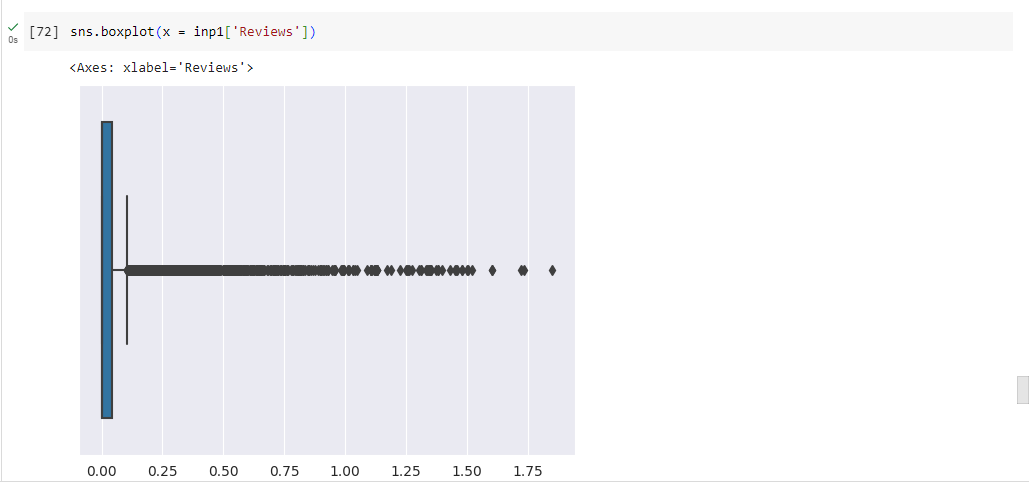 [72] sns.boxplot(x = inp1['Reviews'])
0s
<Axes: xlabel='Reviews'>
0.00 0.25 0.50 0.75 1.00 1.25 1.50 1.75